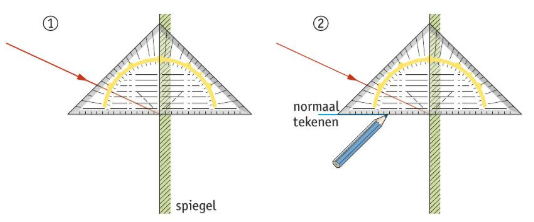 ①
②
normaal
tekenen
spiegel